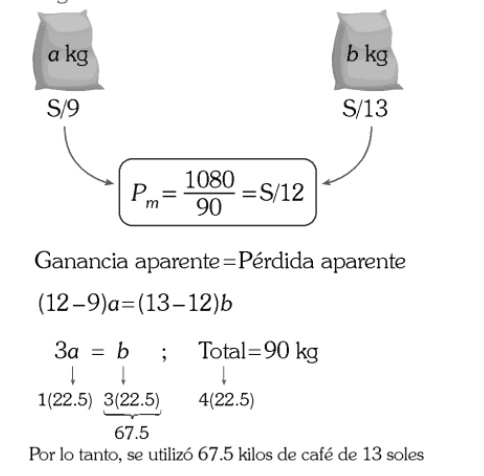 a kg b kg
S/9 S/13
P_m = 1080/90 = S/12
Ganancia aparente=Pérdida aparente
(12−9)a=(13−12)b
3a = b ; Total=90 kg
1(22.5) 3(22.5) 4(22.5)
67.5
Por lo tanto, se utilizó 67.5 kilos de café de 13 soles